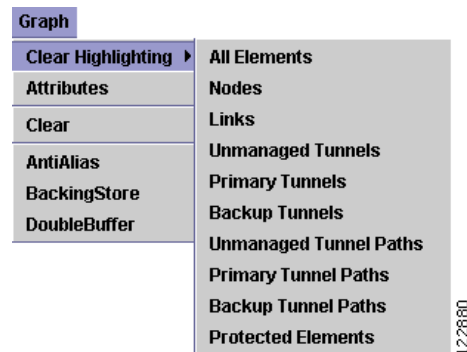 Graph
Clear Highlighting
Attributes
Clear
AntiAlias
BackingStore
DoubleBuffer
All Elements
Nodes
Links
Unmanaged Tunnels
Primary Tunnels
Backup Tunnels
Unmanaged Tunnel Paths
Primary Tunnel Paths
Backup Tunnel Paths
Protected Elements
122880